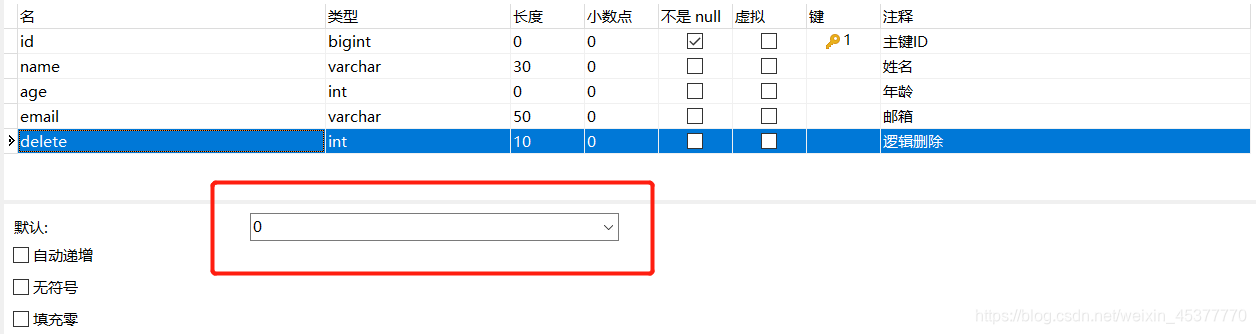 名 类型 长度 小数点 不是 null 虚拟 键 注释
id bigint 0 0 1 主键ID
name varchar 30 0 姓名
age int 0 0 年龄
email varchar 50 0 邮箱
delete int 10 0 逻辑删除
默认: 0
自动递增
无符号
填充零
https://blog.csdn.net/weixin_45377770